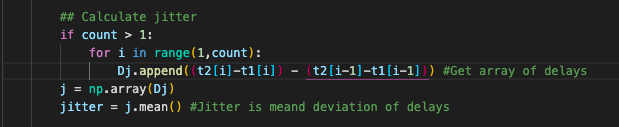 ## Calculate jitter
if count > 1:
for i in range(1,count):
Dj.append((t2[i]-t1[i]) - (t2[i-1]-t1[i-1])) #Get array of delays
j = np.array(Dj)
jitter = j.mean() #Jitter is meand deviation of delays